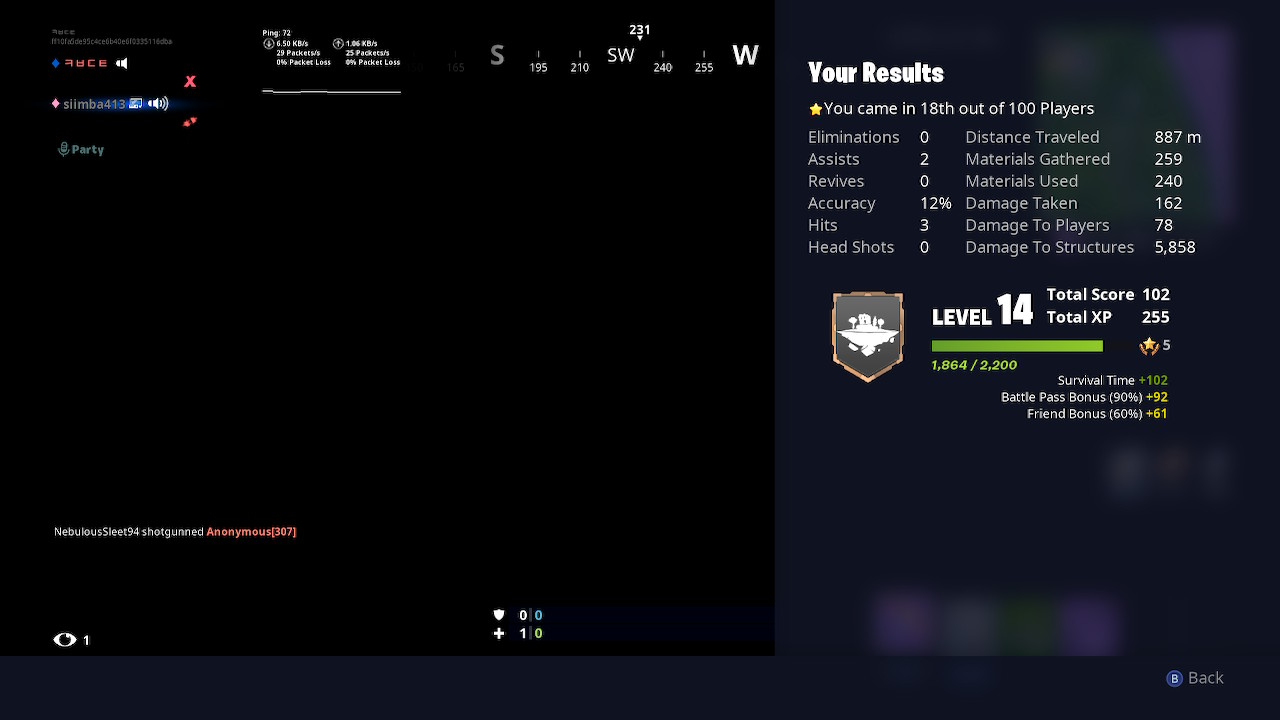 ff10fa5de95c4ce6b40e6f0335116dba
siimba413
Party
Ping: 72
6.50 KB/s
29 Packets/s
0% Packet Loss
1.06 KB/s
25 Packets/s
0% Packet Loss
231
165 S 195 210 SW 240 255 W
NebulousSleet94 shotgunned Anonymous[307]
0 | 0
1 | 0
1
Your Results
You came in 18th out of 100 Players
Eliminations 0 Distance Traveled 887 m
Assists 2 Materials Gathered 259
Revives 0 Materials Used 240
Accuracy 12% Damage Taken 162
Hits 3 Damage To Players 78
Head Shots 0 Damage To Structures 5,858
LEVEL 14
Total Score 102
Total XP 255
5
1,864 / 2,200
Survival Time +102
Battle Pass Bonus (90%) +92
Friend Bonus (60%) +61
B Back